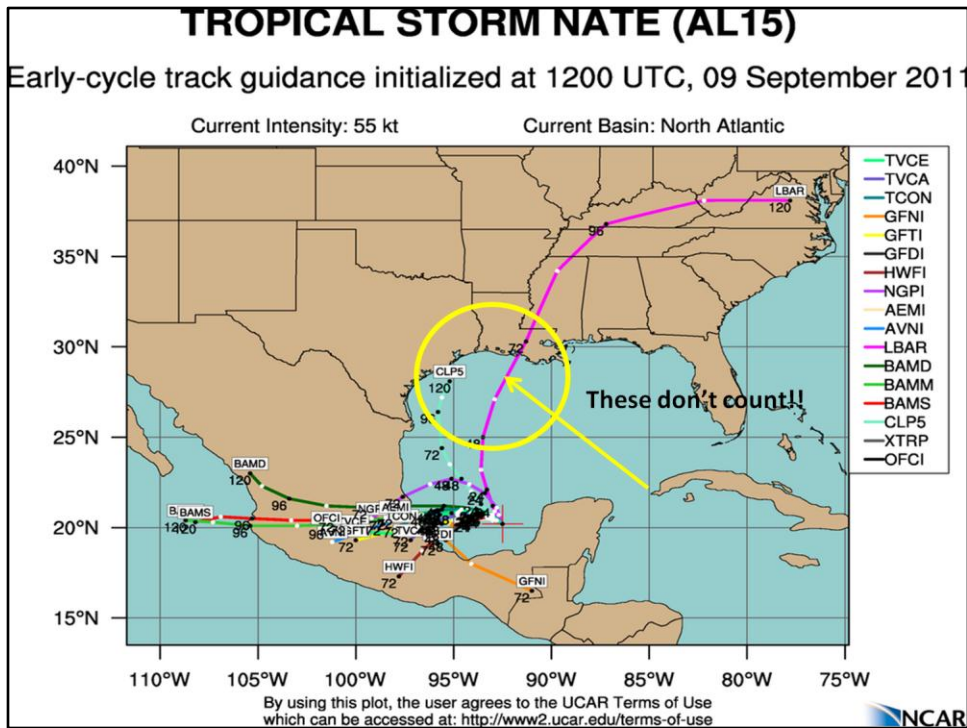 TROPICAL STORM NATE (AL15)
Early-cycle track guidance initialized at 1200 UTC, 09 September 2011
Current Intensity: 55 kt
Current Basin: North Atlantic
40°N
35°N
30°N
25°N
20°N
15°N
110°W
105°W
100°W
95°W
90°W
85°W
80°W
75°W
LBAR
120
96
72
48
CLP5
120
96
72
These don't count!!
BAMD
120
96
BAMS
120
96
OFCI
AEMI
TCON
HWFI
72
GFNI
72
TVCE
TVCA
TCON
GFNI
GFTI
GFDI
HWFI
NGPI
AEMI
AVNI
LBAR
BAMD
BAMM
BAMS
CLP5
XTRP
OFCI
By using this plot, the user agrees to the UCAR Terms of Use
which can be accessed at: http://www2.ucar.edu/terms-of-use
NCAR